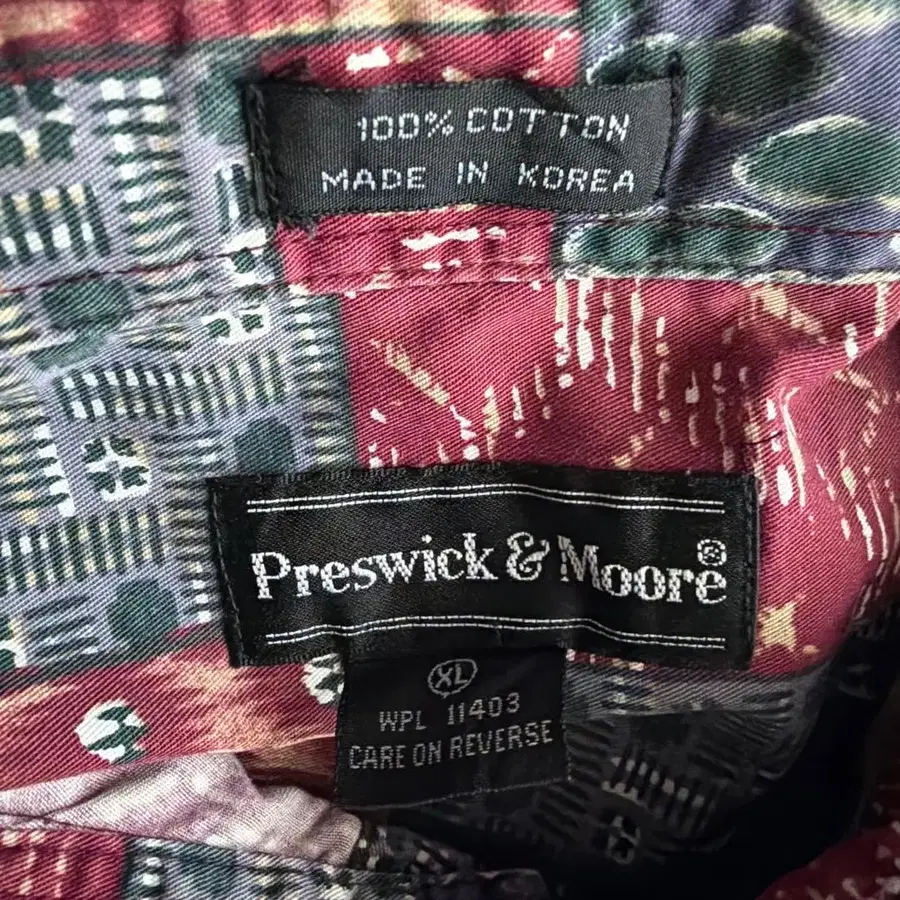 100% COTTON
MADE IN KOREA
Preswick & Moore®
XL
WPL 11403
CARE ON REVERSE